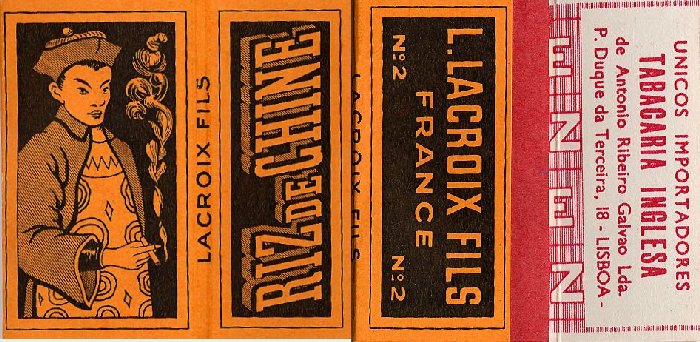 LACROIX FILS
RIZ DE CHINE
LACROIX FILS
L. LACROIX FILS
FRANCE
Nº2 Nº2
UNICOS IMPORTADORES
TABACARIA INGLESA
de Antonio Ribeiro Galvao Lda.
P. Duque da Terceira, 18 - LISBOA